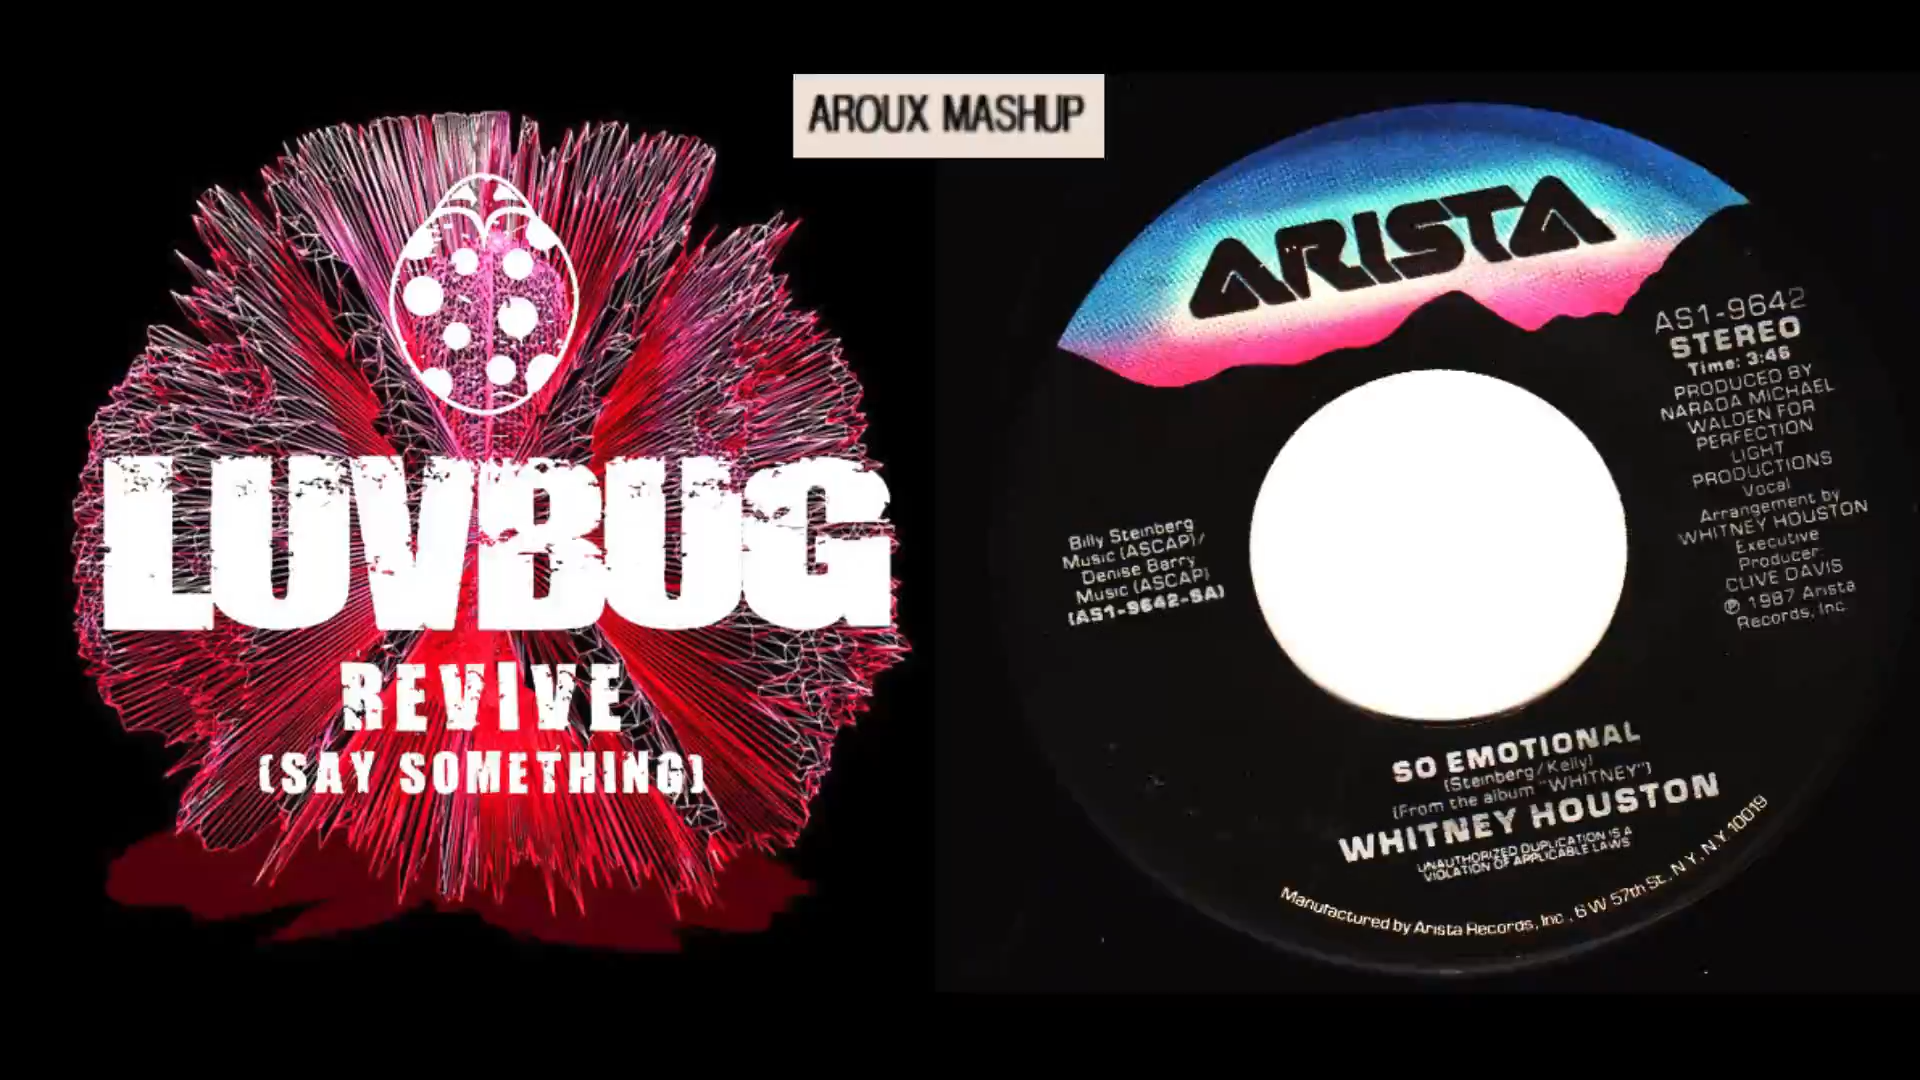 AROUX MASHUP
LUVBUG
REVIVE
(SAY SOMETHING)
ARISTA
AS1-9642
STEREO
Time: 3:46
PRODUCED BY
NARADA MICHAEL
WALDEN FOR
PERFECTION
LIGHT
PRODUCTIONS
Vocal
Arrangement by
WHITNEY HOUSTON
Executive
Producer:
CLIVE DAVIS
℗ 1987 Arista
Records, Inc.
Billy Steinberg
Music (ASCAP)/
Denise Barry
Music (ASCAP)
(AS1-9642-SA)
SO EMOTIONAL
(Steinberg/Kelly)
(From the album "WHITNEY")
WHITNEY HOUSTON
UNAUTHORIZED DUPLICATION IS A
VIOLATION OF APPLICABLE LAWS
Manufactured by Arista Records, Inc., 6 W. 57th St., N.Y., N.Y. 10019